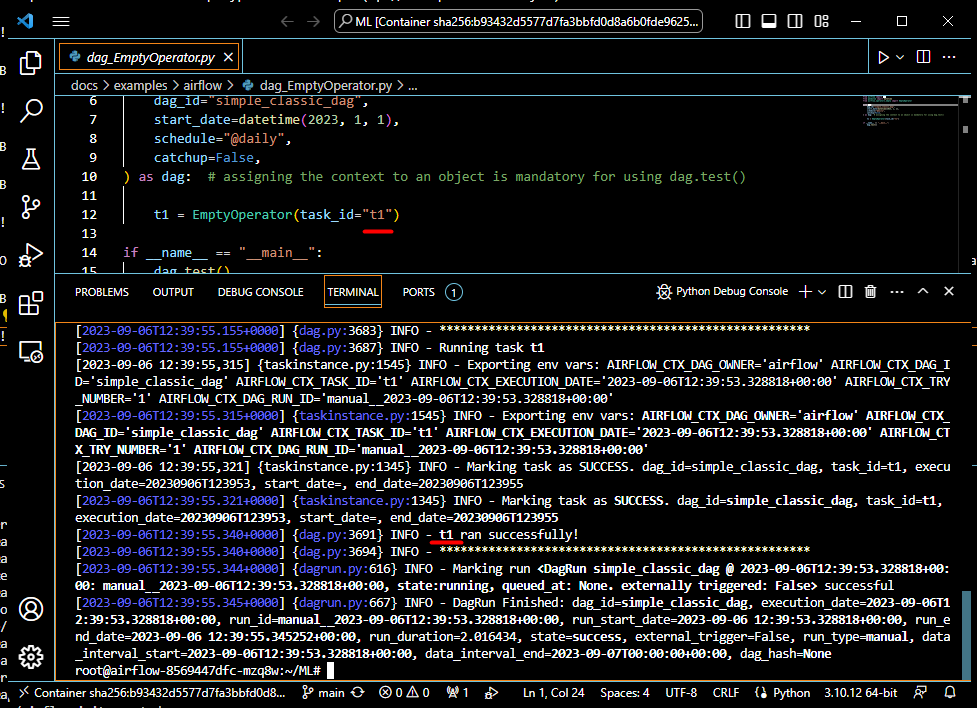 ML [Container sha256:b93432d5577d7fa3bbfd0d8a6b0fde9625...
dag_EmptyOperator.py
docs > examples > airflow > dag_EmptyOperator.py > ...
6 dag_id="simple_classic_dag",
7 start_date=datetime(2023, 1, 1),
8 schedule="@daily",
9 catchup=False,
10 ) as dag:  # assigning the context to an object is mandatory for using dag.test()
11
12 t1 = EmptyOperator(task_id="t1")
13
14 if __name__ == "__main__":
15 dag.test()
PROBLEMS OUTPUT DEBUG CONSOLE TERMINAL PORTS 1 Python Debug Console
[2023-09-06T12:39:55.155+0000] {dag.py:3683} INFO - *****************************************************
[2023-09-06T12:39:55.155+0000] {dag.py:3687} INFO - Running task t1
[2023-09-06 12:39:55,315] {taskinstance.py:1545} INFO - Exporting env vars: AIRFLOW_CTX_DAG_OWNER='airflow' AIRFLOW_CTX_DAG_I
D='simple_classic_dag' AIRFLOW_CTX_TASK_ID='t1' AIRFLOW_CTX_EXECUTION_DATE='2023-09-06T12:39:53.328818+00:00' AIRFLOW_CTX_TRY
_NUMBER='1' AIRFLOW_CTX_DAG_RUN_ID='manual__2023-09-06T12:39:53.328818+00:00'
[2023-09-06T12:39:55.315+0000] {taskinstance.py:1545} INFO - Exporting env vars: AIRFLOW_CTX_DAG_OWNER='airflow' AIRFLOW_CTX_
DAG_ID='simple_classic_dag' AIRFLOW_CTX_TASK_ID='t1' AIRFLOW_CTX_EXECUTION_DATE='2023-09-06T12:39:53.328818+00:00' AIRFLOW_CT
X_TRY_NUMBER='1' AIRFLOW_CTX_DAG_RUN_ID='manual__2023-09-06T12:39:53.328818+00:00'
[2023-09-06 12:39:55,321] {taskinstance.py:1345} INFO - Marking task as SUCCESS. dag_id=simple_classic_dag, task_id=t1, execu
tion_date=20230906T123953, start_date=, end_date=20230906T123955
[2023-09-06T12:39:55.321+0000] {taskinstance.py:1345} INFO - Marking task as SUCCESS. dag_id=simple_classic_dag, task_id=t1,
execution_date=20230906T123953, start_date=, end_date=20230906T123955
[2023-09-06T12:39:55.340+0000] {dag.py:3691} INFO - t1 ran successfully!
[2023-09-06T12:39:55.340+0000] {dag.py:3694} INFO - *****************************************************
[2023-09-06T12:39:55.344+0000] {dagrun.py:616} INFO - Marking run <DagRun simple_classic_dag @ 2023-09-06T12:39:53.328818+00:
00: manual__2023-09-06T12:39:53.328818+00:00, state:running, queued_at: None. externally triggered: False> successful
[2023-09-06T12:39:55.345+0000] {dagrun.py:667} INFO - DagRun Finished: dag_id=simple_classic_dag, execution_date=2023-09-06T1
2:39:53.328818+00:00, run_id=manual__2023-09-06T12:39:53.328818+00:00, run_start_date=2023-09-06 12:39:53.328818+00:00, run_e
nd_date=2023-09-06 12:39:55.345252+00:00, run_duration=2.016434, state=success, external_trigger=False, run_type=manual, data
_interval_start=2023-09-06T12:39:53.328818+00:00, data_interval_end=2023-09-07T00:00:00+00:00, dag_hash=None
root@airflow-8569447dfc-mzq8w:~/ML#
Container sha256:b93432d5577d7fa3bbfd0d8... main 0 0 1 Ln 1, Col 24 Spaces: 4 UTF-8 CRLF Python 3.10.12 64-bit